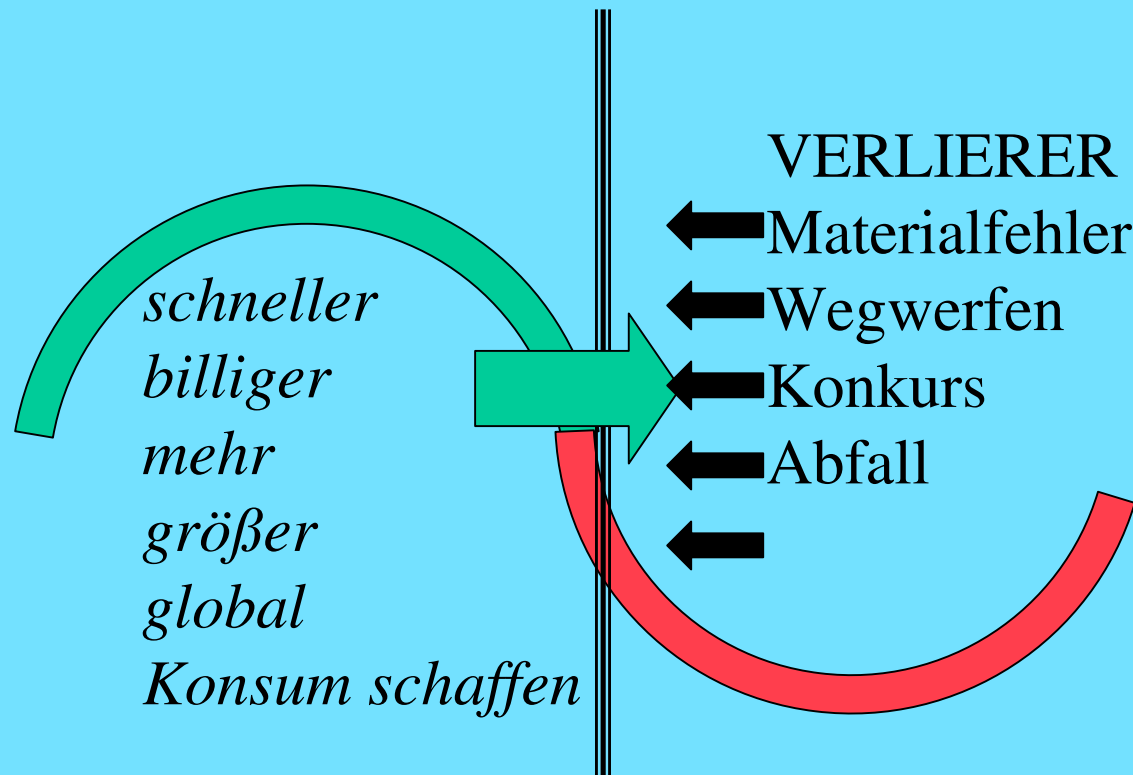 schneller
billiger
mehr
größer
global
Konsum schaffen
VERLIERER
Materialfehler
Wegwerfen
Konkurs
Abfall